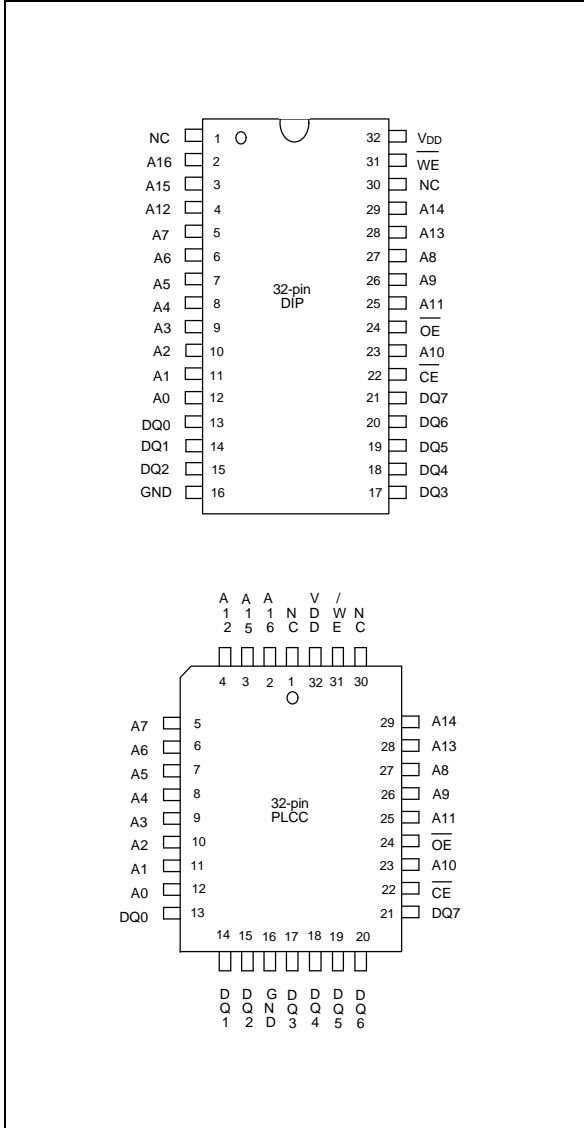 NC 1 32 VDD
A16 2 31 WE
A15 3 30 NC
A12 4 29 A14
A7 5 28 A13
A6 6 27 A8
A5 7 26 A9
A4 8 25 A11
A3 9 24 OE
A2 10 23 A10
A1 11 22 CE
A0 12 21 DQ7
DQ0 13 20 DQ6
DQ1 14 19 DQ5
DQ2 15 18 DQ4
GND 16 17 DQ3
32-pin
DIP
A12 A15 A16 NC VDD /WE NC
4 3 2 1 32 31 30
A7 5 29 A14
A6 6 28 A13
A5 7 27 A8
A4 8 26 A9
A3 9 25 A11
A2 10 24 OE
A1 11 23 A10
A0 12 22 CE
DQ0 13 21 DQ7
32-pin
PLCC
14 15 16 17 18 19 20
DQ1 DQ2 GND DQ3 DQ4 DQ5 DQ6